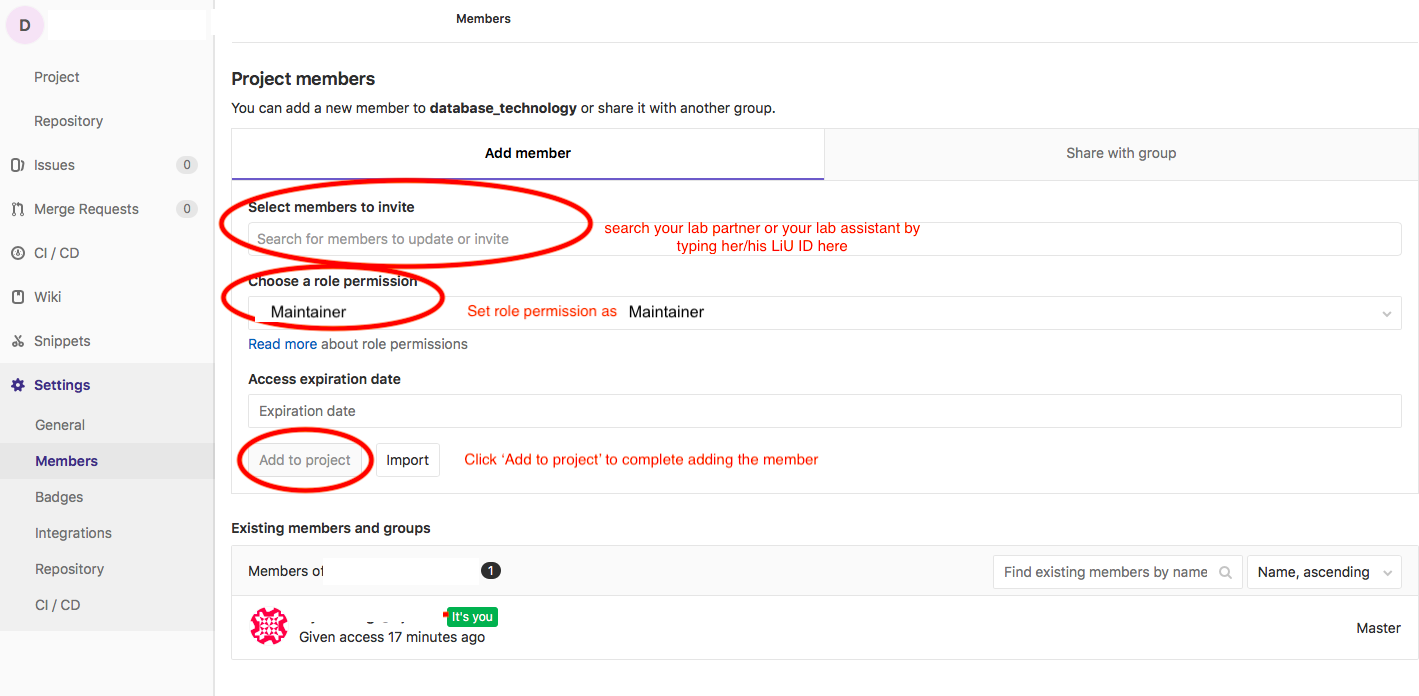 D
Members
Project
Repository
Issues 0
Merge Requests 0
CI / CD
Wiki
Snippets
Settings
General
Members
Badges
Integrations
Repository
CI / CD
Project members
You can add a new member to database_technology or share it with another group.
Add member
Share with group
Select members to invite
Search for members to update or invite
search your lab partner or your lab assistant by
typing her/his LiU ID here
Choose a role permission
Maintainer
Set role permission as Maintainer
Read more about role permissions
Access expiration date
Expiration date
Add to project
Import
Click ‘Add to project’ to complete adding the member
Existing members and groups
Members of 1
Find existing members by name
Name, ascending
It's you
Given access 17 minutes ago
Master